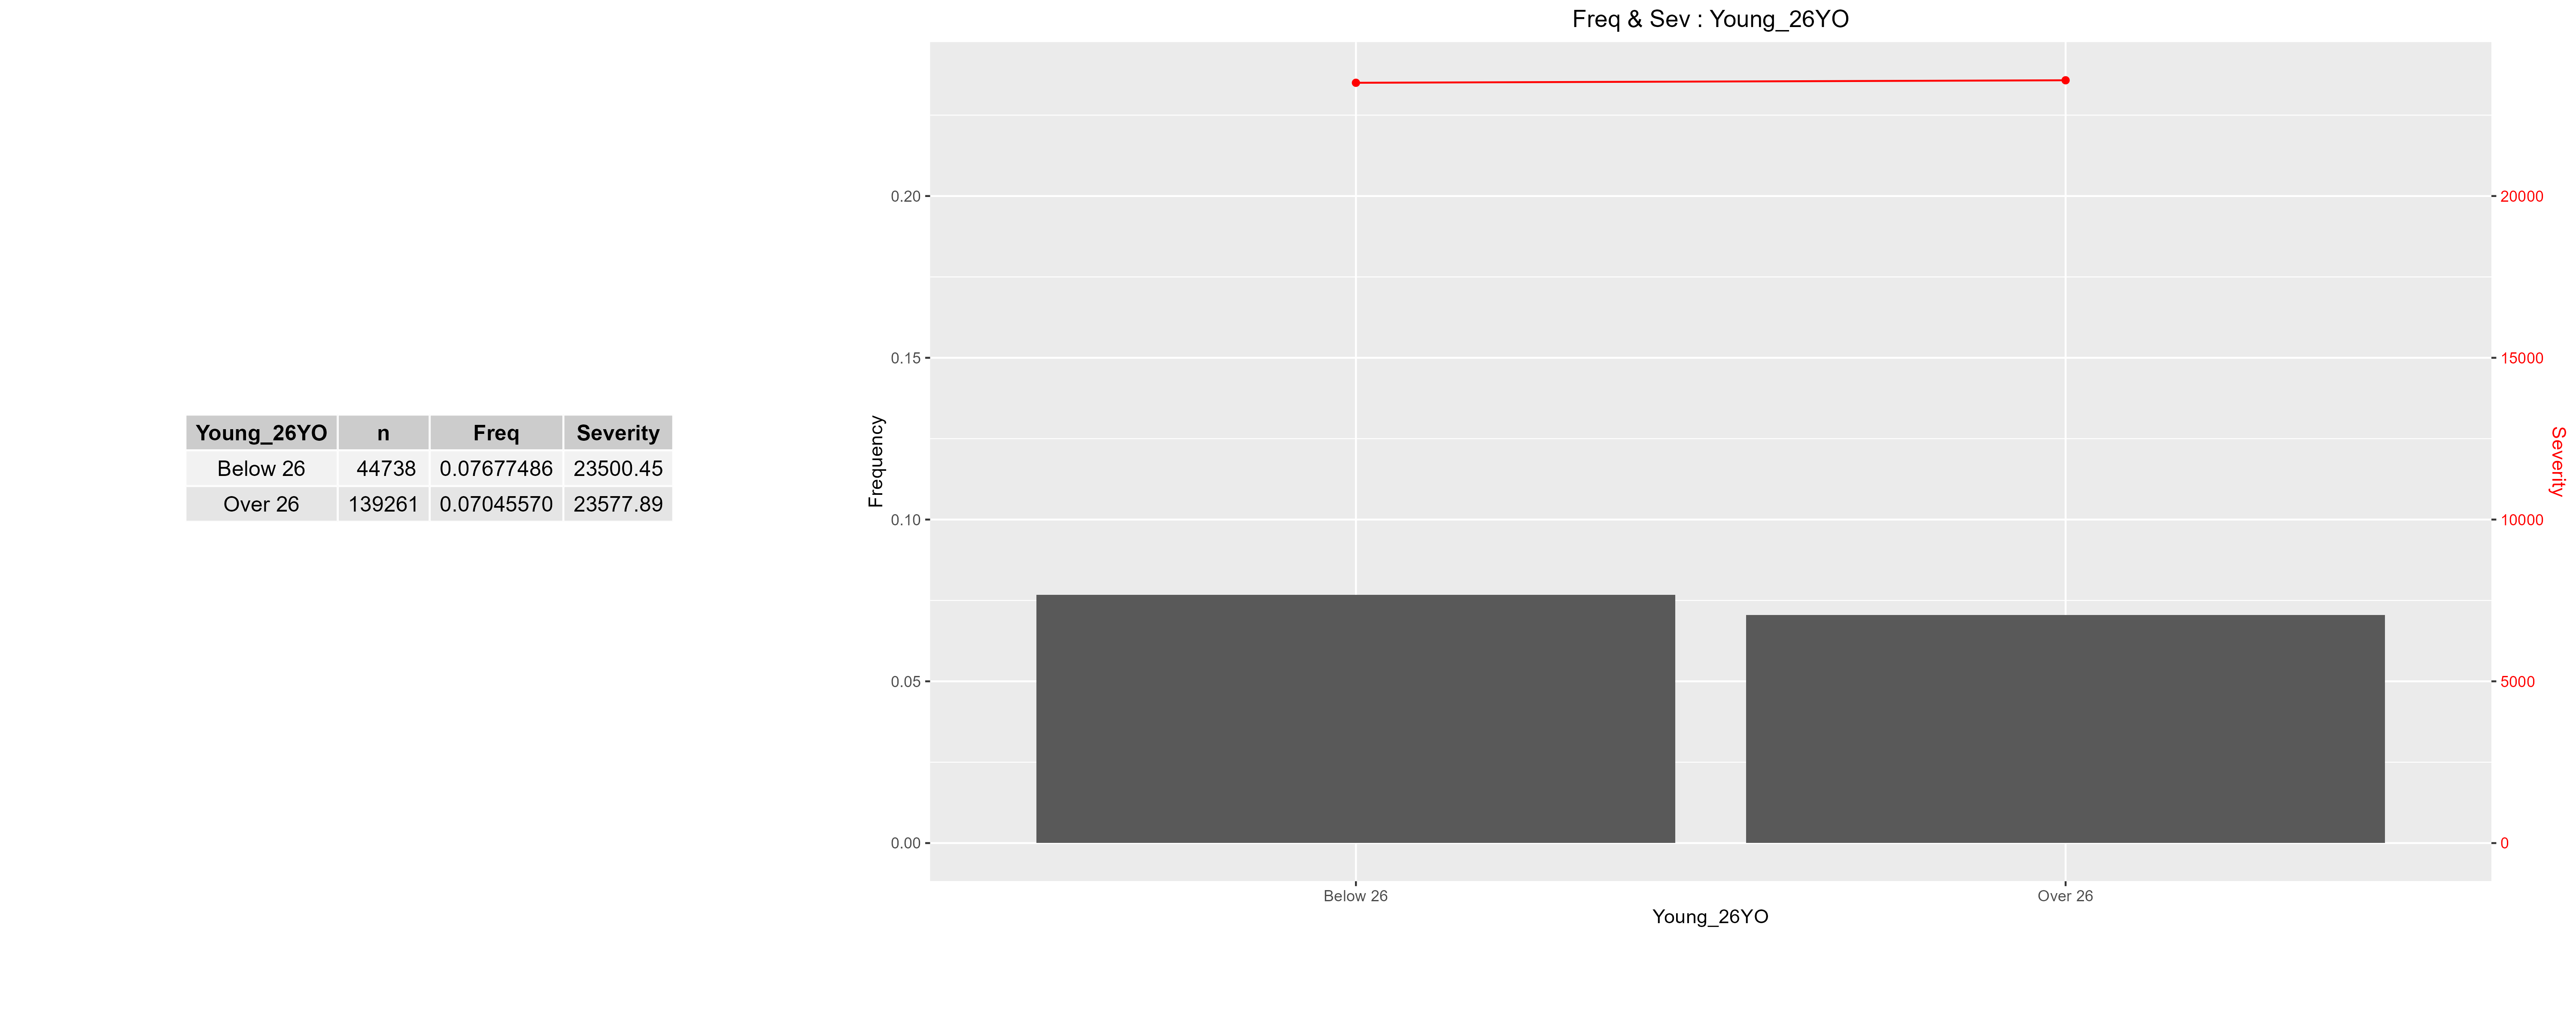 Freq & Sev : Young_26YO
Young_26YO n Freq Severity
Below 26 44738 0.07677486 23500.45
Over 26 139261 0.07045570 23577.89
Frequency
0.20
0.15
0.10
0.05
0.00
20000
15000
10000
5000
0
Severity
Below 26 Over 26
Young_26YO